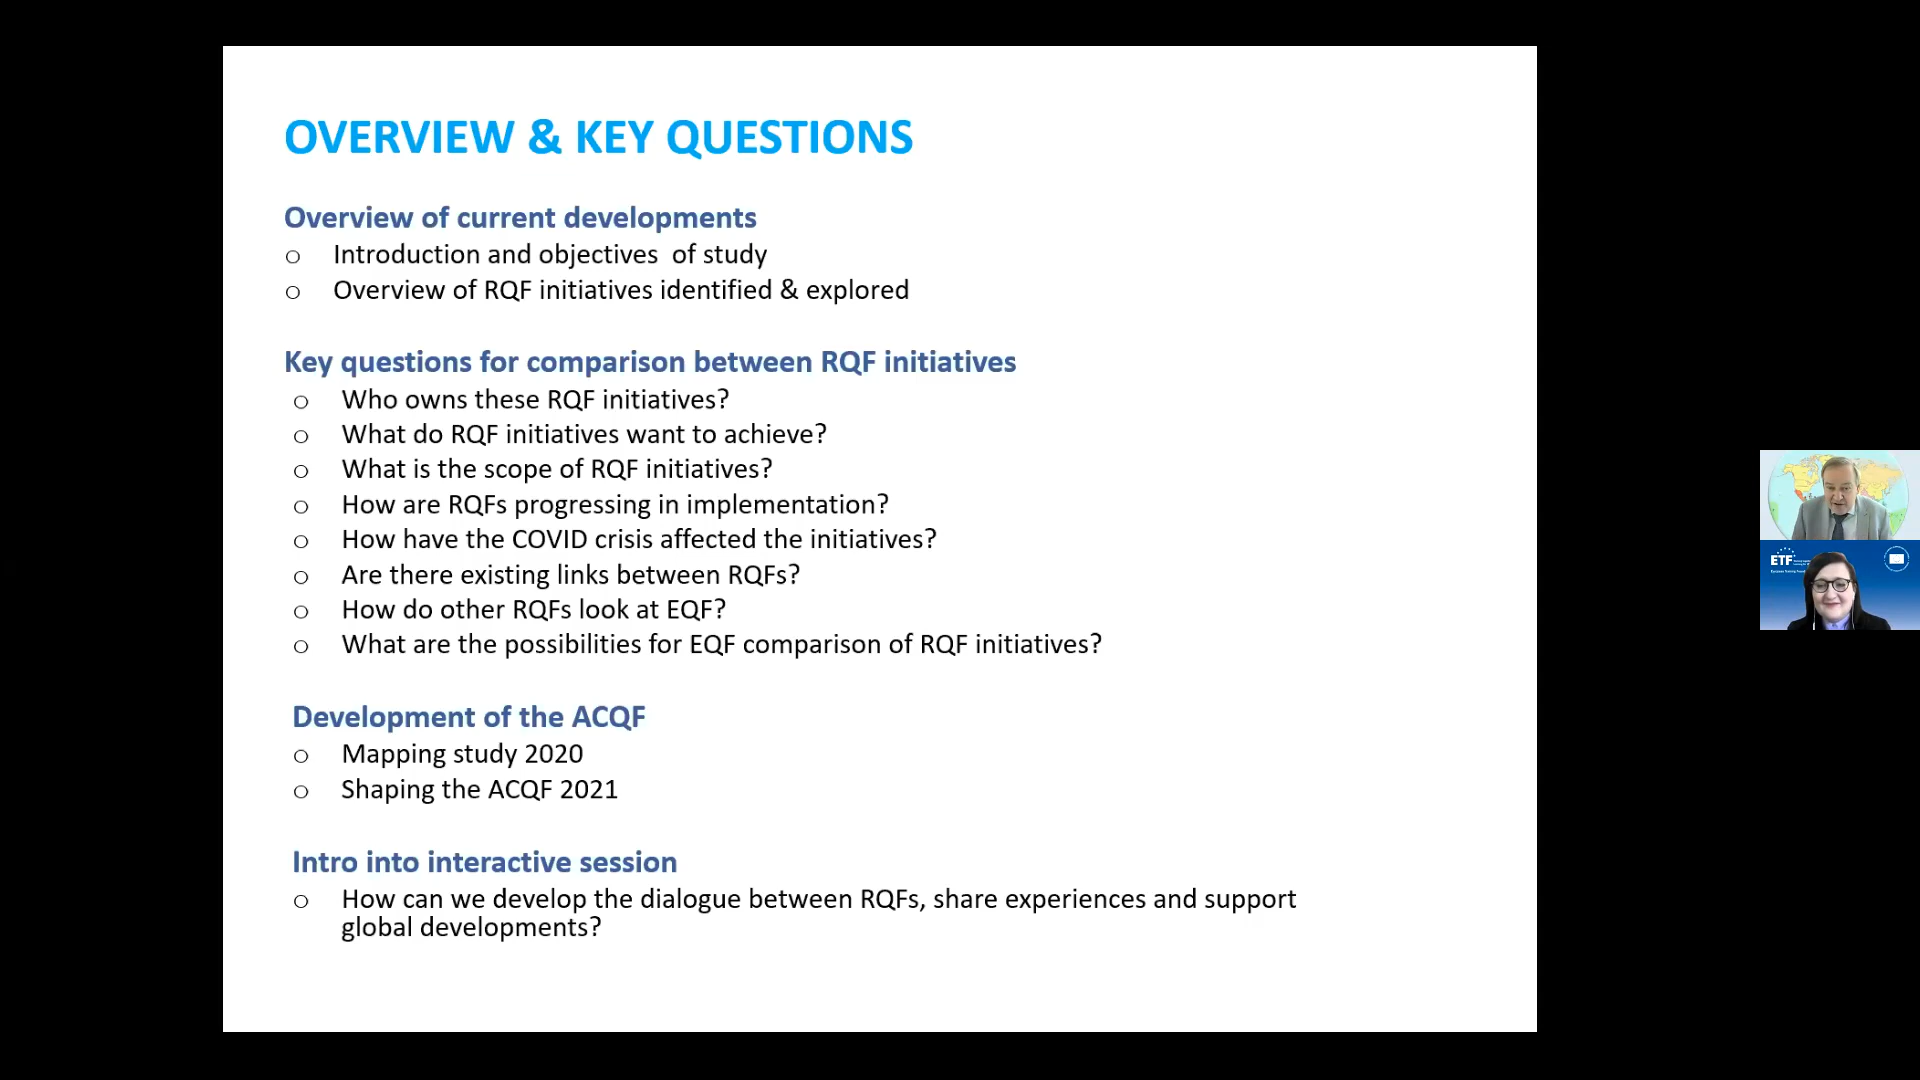 OVERVIEW & KEY QUESTIONS
Overview of current developments
o Introduction and objectives of study
o Overview of RQF initiatives identified & explored
Key questions for comparison between RQF initiatives
o Who owns these RQF initiatives?
o What do RQF initiatives want to achieve?
o What is the scope of RQF initiatives?
o How are RQFs progressing in implementation?
o How have the COVID crisis affected the initiatives?
o Are there existing links between RQFs?
o How do other RQFs look at EQF?
o What are the possibilities for EQF comparison of RQF initiatives?
Development of the ACQF
o Mapping study 2020
o Shaping the ACQF 2021
Intro into interactive session
o How can we develop the dialogue between RQFs, share experiences and support
global developments?
ETF